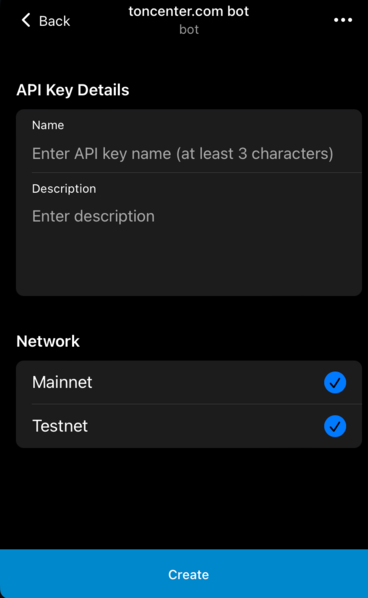 Back
toncenter.com bot
bot
API Key Details
Name
Enter API key name (at least 3 characters)
Description
Enter description
Network
Mainnet
Testnet
Create